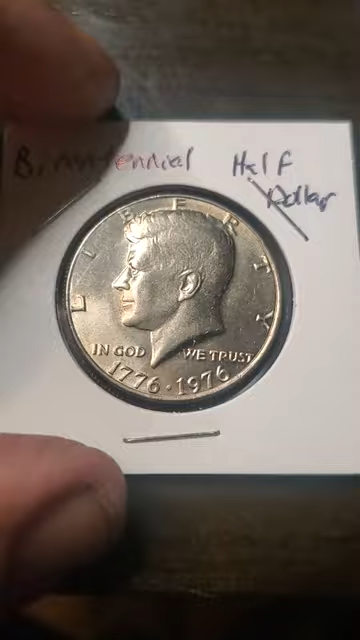 Bicentennial Half
Dollar
LIBERTY
IN GOD WE TRUST
1776·1976